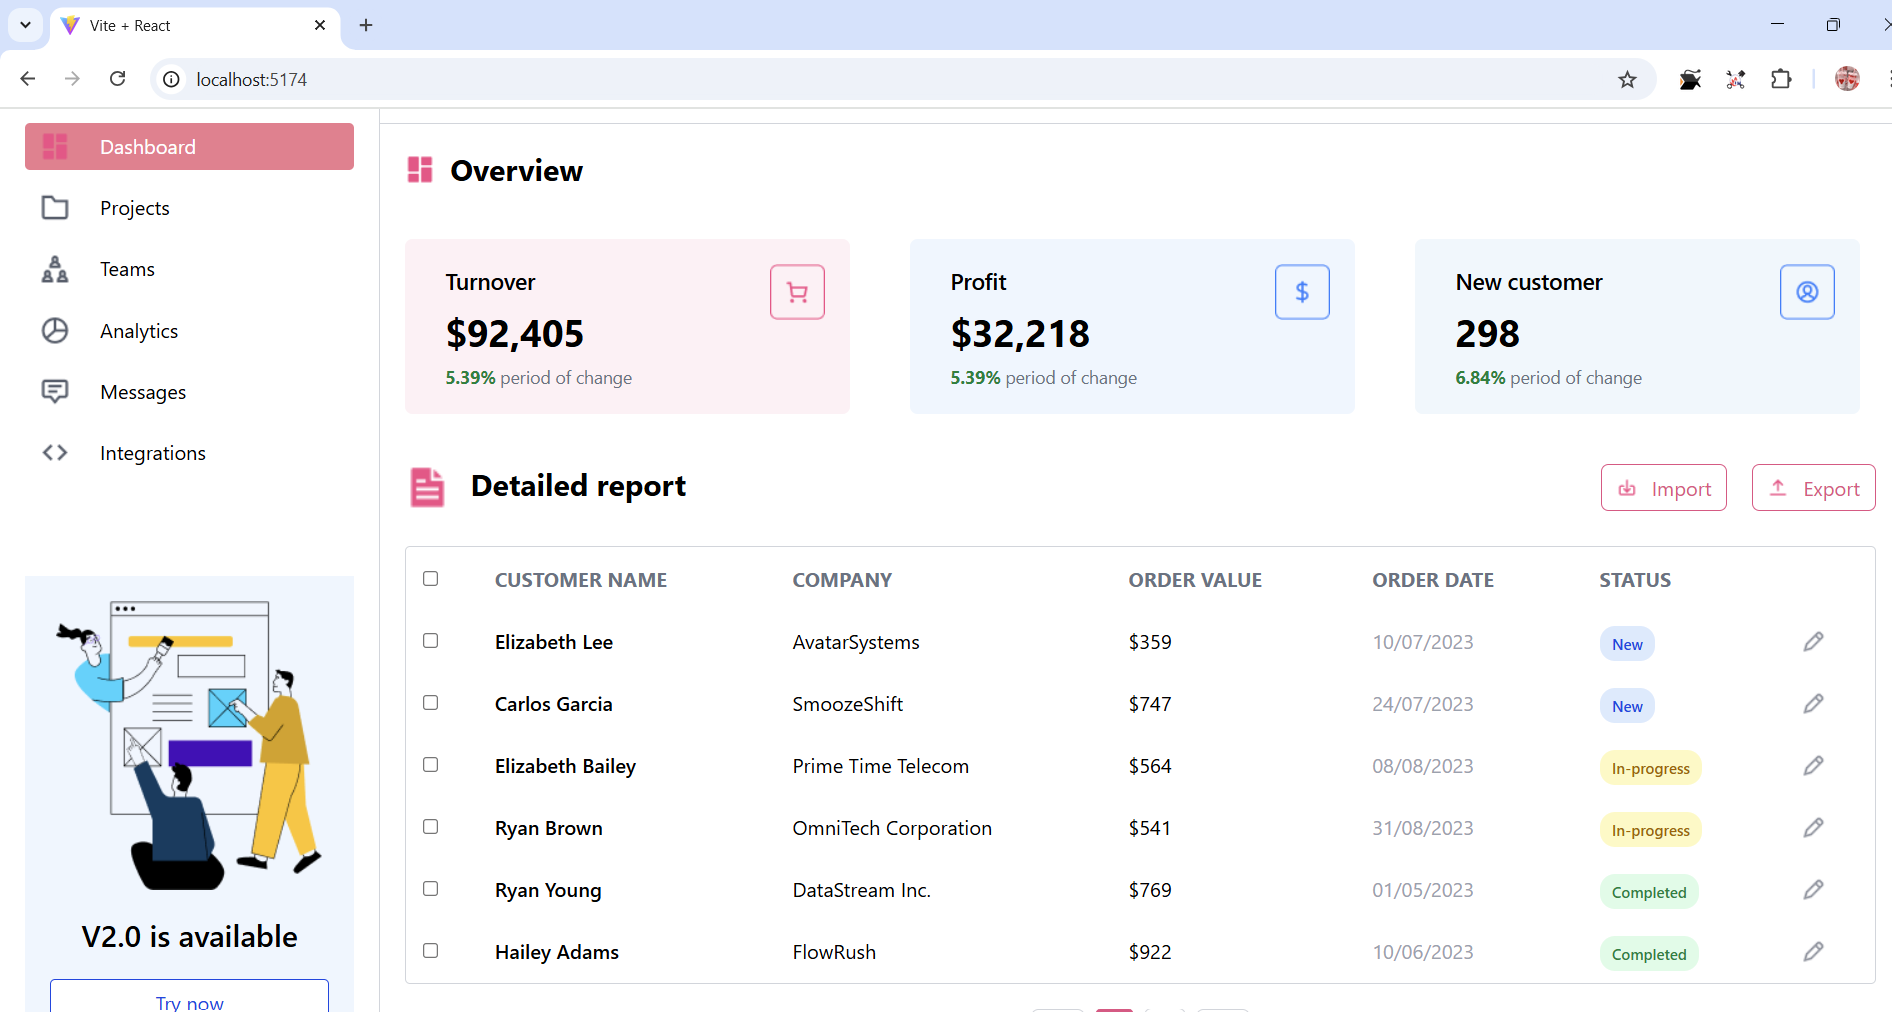 Vite + React
localhost:5174
Dashboard
Projects
Teams
Analytics
Messages
Integrations
V2.0 is available
Try now
Overview
Turnover
$92,405
5.39% period of change
Profit
$32,218
5.39% period of change
New customer
298
6.84% period of change
Detailed report
Import
Export
CUSTOMER NAME COMPANY ORDER VALUE ORDER DATE STATUS
Elizabeth Lee AvatarSystems $359 10/07/2023 New
Carlos Garcia SmoozeShift $747 24/07/2023 New
Elizabeth Bailey Prime Time Telecom $564 08/08/2023 In-progress
Ryan Brown OmniTech Corporation $541 31/08/2023 In-progress
Ryan Young DataStream Inc. $769 01/05/2023 Completed
Hailey Adams FlowRush $922 10/06/2023 Completed